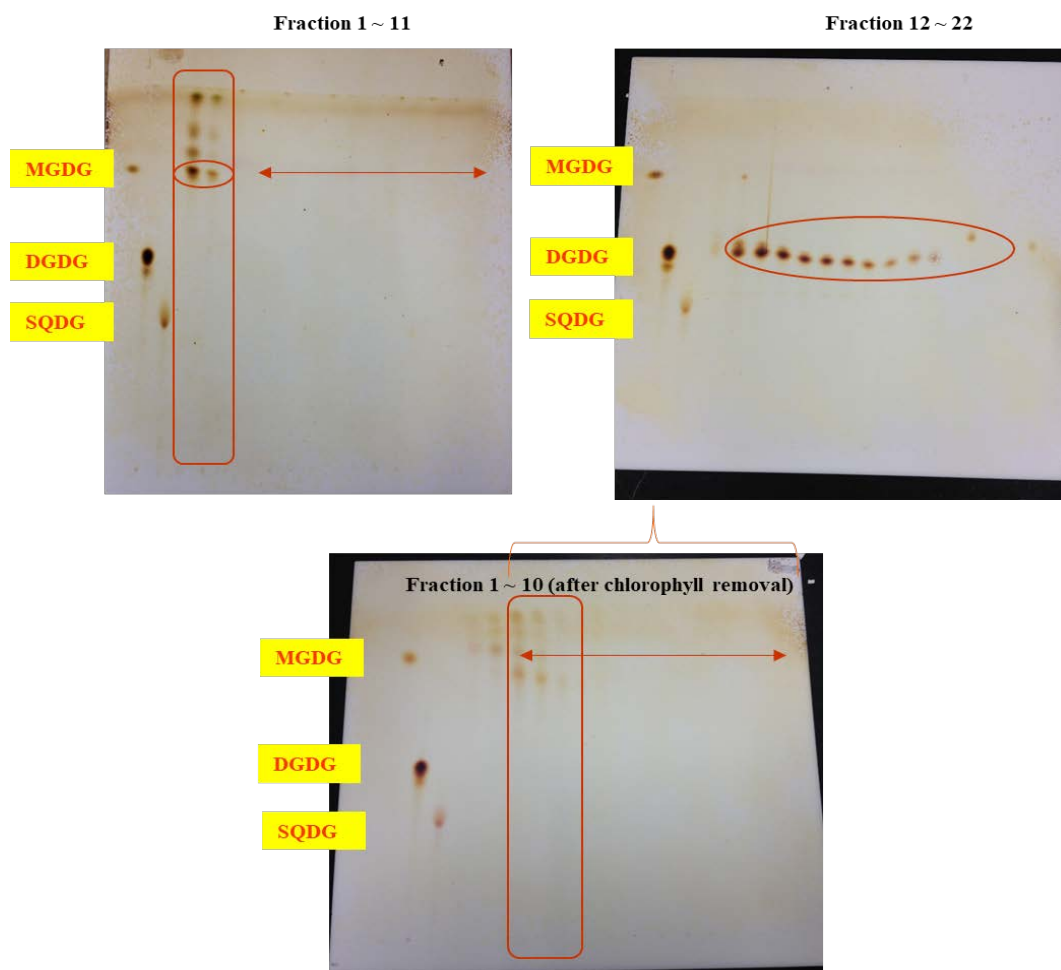 Fraction 1 ~ 11
Fraction 12 ~ 22
MGDG
DGDG
SQDG
MGDG
DGDG
SQDG
Fraction 1 ~ 10 (after chlorophyll removal)
MGDG
DGDG
SQDG